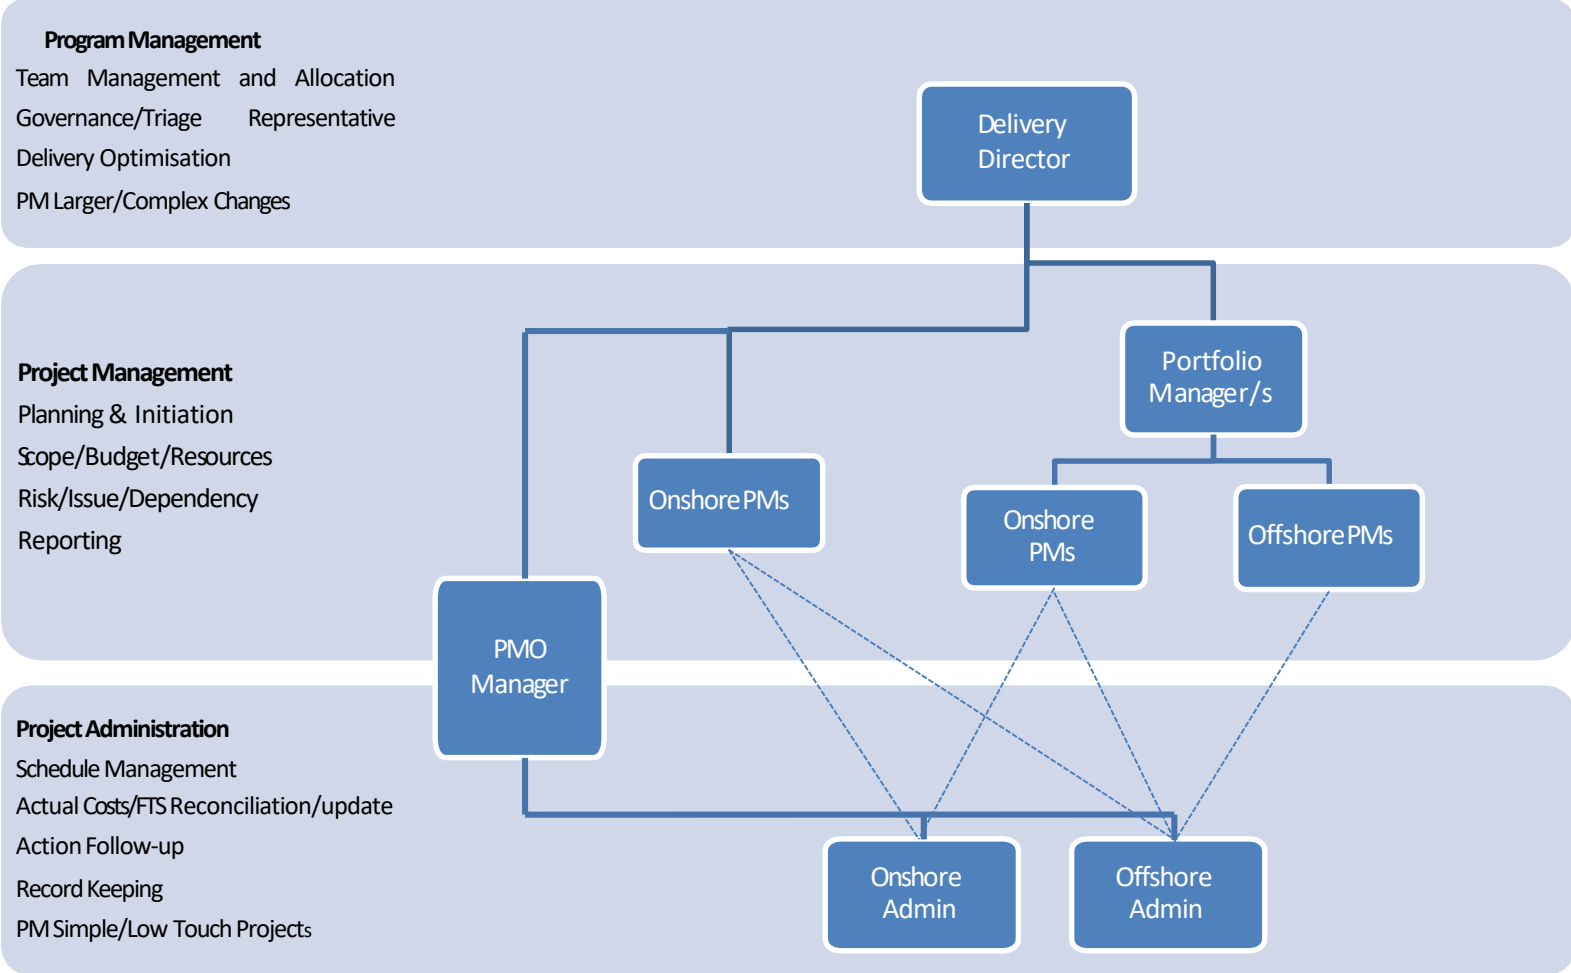 Program Management
Team Management and Allocation
Governance/Triage Representative
Delivery Optimisation
PM Larger/Complex Changes
Delivery
Director
Project Management
Planning & Initiation
Scope/Budget/Resources
Risk/Issue/Dependency
Reporting
Portfolio
Manager/s
Onshore PMs
Onshore
PMs
Offshore PMs
PMO
Manager
Project Administration
Schedule Management
Actual Costs/FTS Reconciliation/update
Action Follow-up
Record Keeping
PM Simple/Low Touch Projects
Onshore
Admin
Offshore
Admin